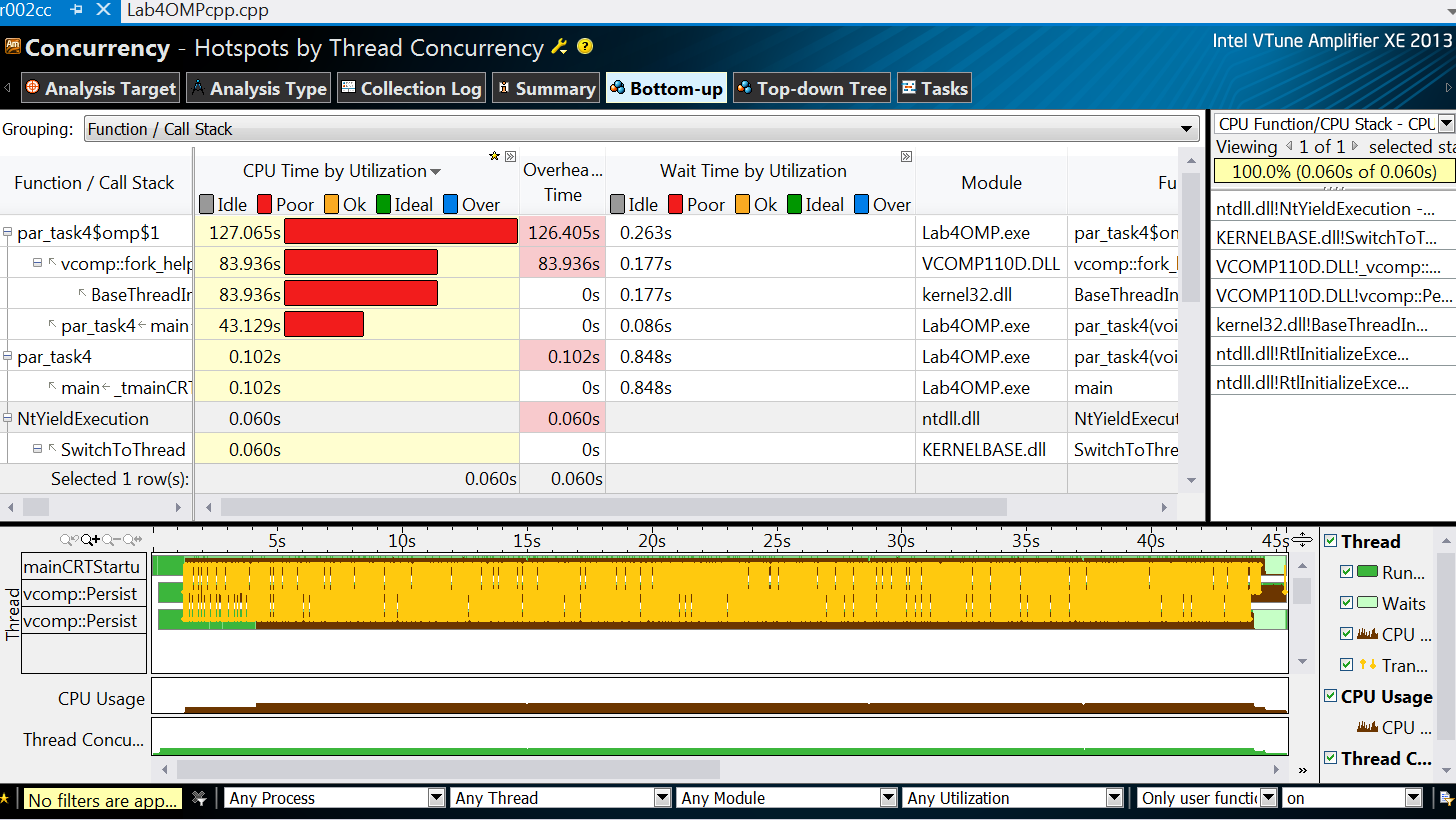 r002cc Lab4OMPcpp.cpp
Am Concurrency - Hotspots by Thread Concurrency ?
Intel VTune Amplifier XE 2013
Analysis Target Analysis Type Collection Log Summary Bottom-up Top-down Tree Tasks
Grouping: Function / Call Stack
Function / Call Stack CPU Time by Utilization Overhea... Time Wait Time by Utilization Module Fu
Idle Poor Ok Ideal Over Idle Poor Ok Ideal Over
par_task4$omp$1 127.065s 126.405s 0.263s Lab4OMP.exe par_task4$on
vcomp::fork_help 83.936s 83.936s 0.177s VCOMP110D.DLL vcomp::fork_
BaseThreadIn 83.936s 0s 0.177s kernel32.dll BaseThreadIn
par_task4 main 43.129s 0s 0.086s Lab4OMP.exe par_task4(voi
par_task4 0.102s 0.102s 0.848s Lab4OMP.exe par_task4(voi
main _tmainCRT 0.102s 0s 0.848s Lab4OMP.exe main
NtYieldExecution 0.060s 0.060s ntdll.dll NtYieldExecut
SwitchToThread 0.060s 0s KERNELBASE.dll SwitchToThre
Selected 1 row(s): 0.060s 0.060s
CPU Function/CPU Stack - CPU
Viewing 1 of 1 selected sta
100.0% (0.060s of 0.060s)
ntdll.dll!NtYieldExecution -...
KERNELBASE.dll!SwitchToT...
VCOMP110D.DLL!_vcomp::...
VCOMP110D.DLL!vcomp::Pe...
kernel32.dll!BaseThreadIn...
ntdll.dll!RtlInitializeExce...
ntdll.dll!RtlInitializeExce...
5s 10s 15s 20s 25s 30s 35s 40s 45s
Thread
mainCRTStartu
vcomp::Persist
vcomp::Persist
CPU Usage
Thread Concu...
Thread
Run...
Waits
CPU ...
Tran...
CPU Usage
CPU ...
Thread C...
No filters are app... Any Process Any Thread Any Module Any Utilization Only user functi on